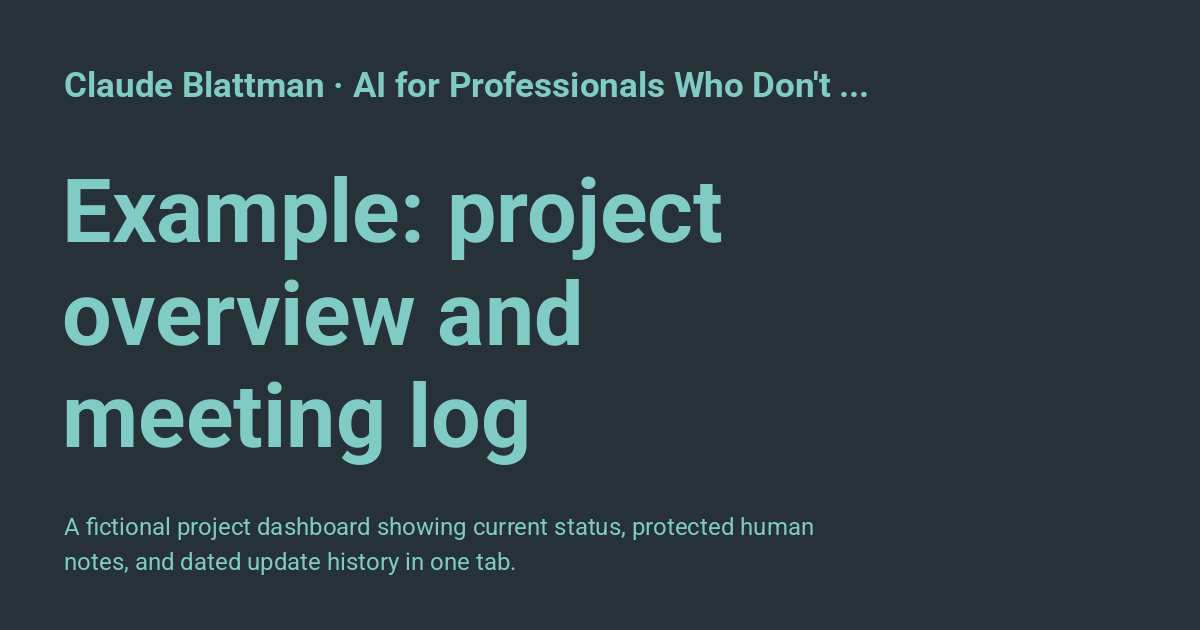 Claude Blattman · AI for Professionals Who Don't ...
Example: project
overview and
meeting log
A fictional project dashboard showing current status, protected human
notes, and dated update history in one tab.